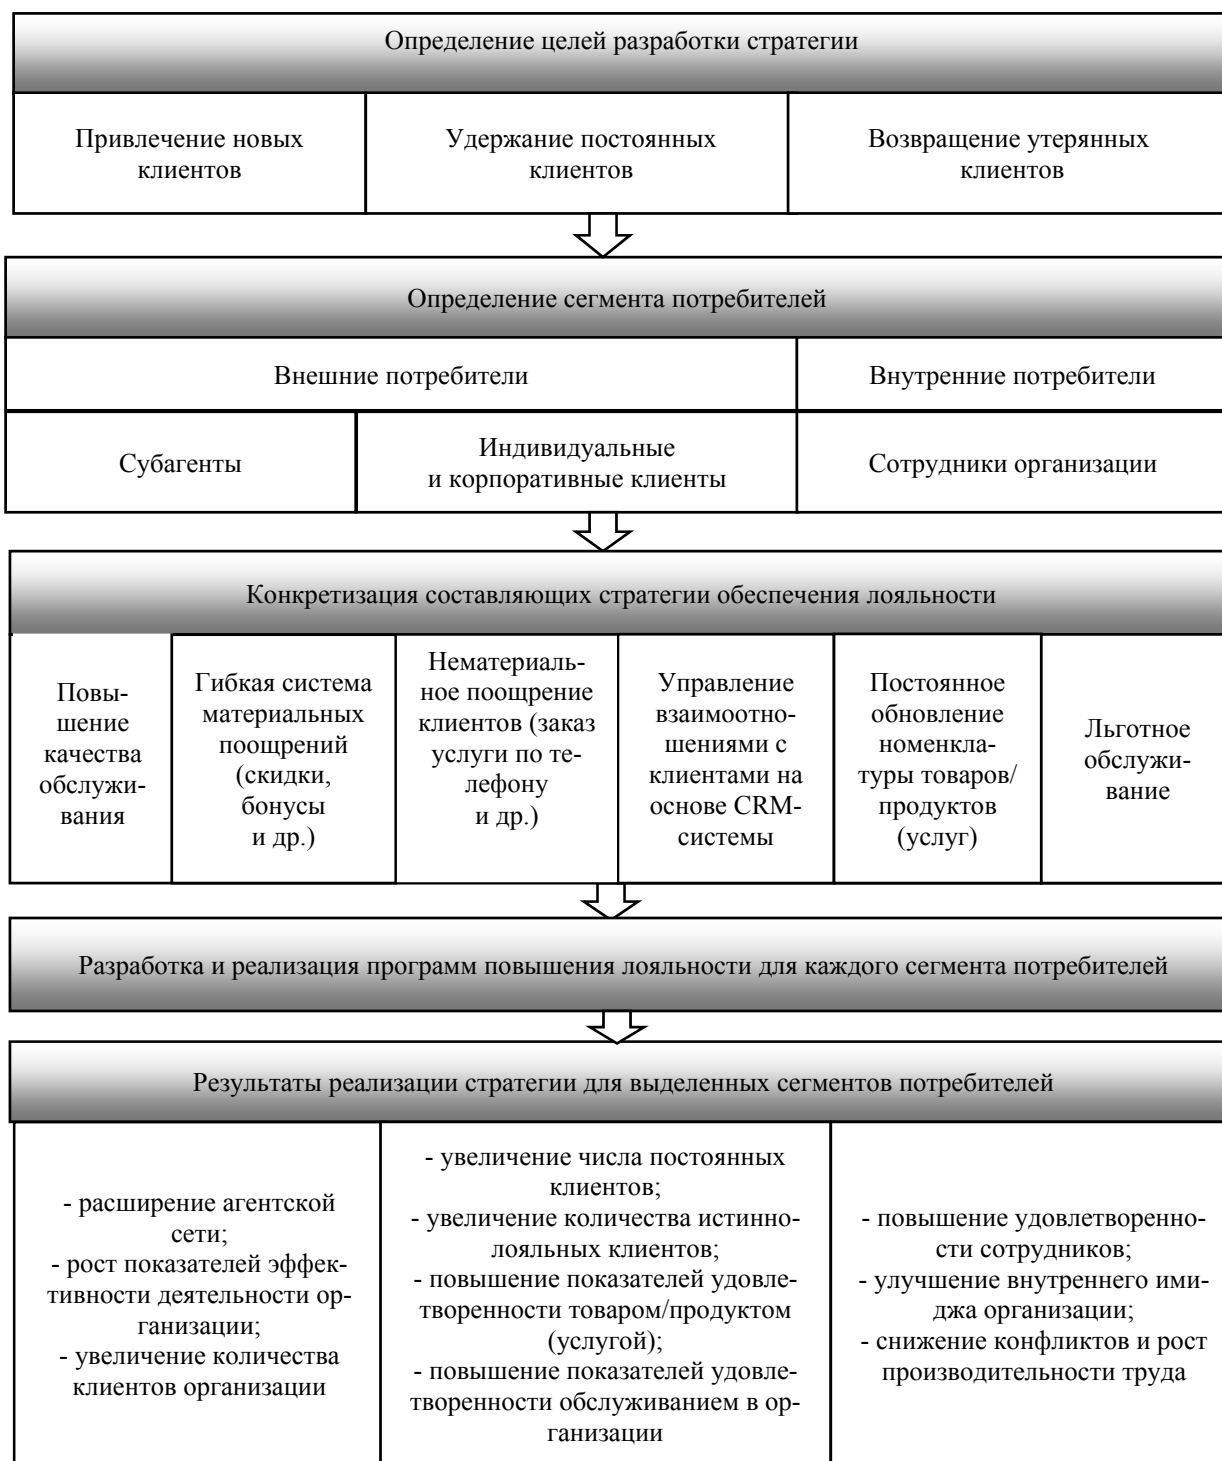 Определение целей разработки стратегии
Привлечение новых
клиентов
Удержание постоянных
клиентов
Возвращение утерянных
клиентов
Определение сегмента потребителей
Внешние потребители
Внутренние потребители
Субагенты
Индивидуальные
и корпоративные клиенты
Сотрудники организации
Конкретизация составляющих стратегии обеспечения лояльности
Повы-
шение
качества
обслужи-
вания
Гибкая система
материальных
поощрений
(скидки,
бонусы
и др.)
Нематериаль-
ное поощрение
клиентов (заказ
услуги по те-
лефону
и др.)
Управление
взаимоотно-
шениями с
клиентами на
основе CRM-
системы
Постоянное
обновление
номенкла-
туры товаров/
продуктов
(услуг)
Льготное
обслужи-
вание
Разработка и реализация программ повышения лояльности для каждого сегмента потребителей
Результаты реализации стратегии для выделенных сегментов потребителей
- расширение агентской
сети;
- рост показателей эффек-
тивности деятельности ор-
ганизации;
- увеличение количества
клиентов организации
- увеличение числа постоянных
клиентов;
- увеличение количества истинно-
лояльных клиентов;
- повышение показателей удовле-
творенности товаром/продуктом
(услугой);
- повышение показателей удовле-
творенности обслуживанием в ор-
ганизации
- повышение удовлетворенно-
сти сотрудников;
- улучшение внутреннего ими-
джа организации;
- снижение конфликтов и рост
производительности труда